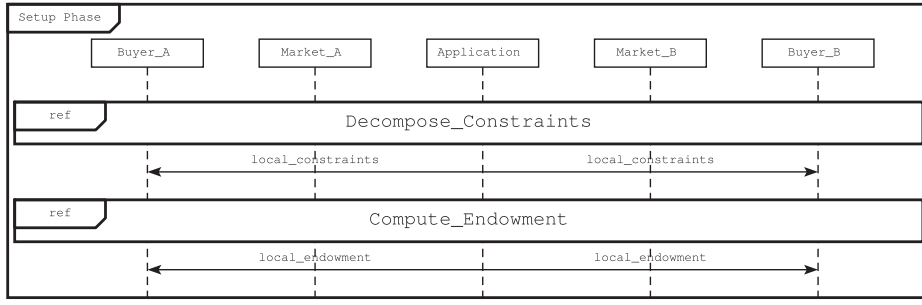 Setup Phase
Buyer_A Market_A Application Market_B Buyer_B
ref
Decompose_Constraints
local_constraints local_constraints
ref
Compute_Endowment
local_endowment local_endowment